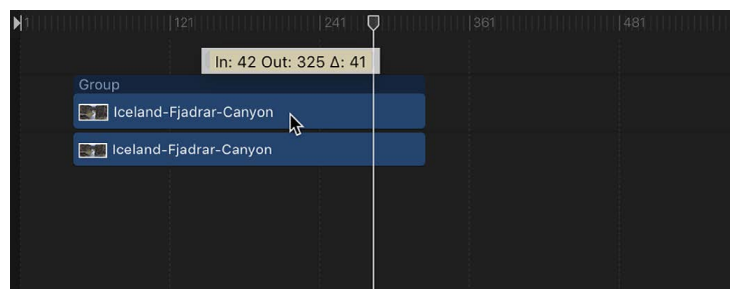 1 121 241 361 481
In: 42 Out: 325 Δ: 41
Group
Iceland-Fjadrar-Canyon
Iceland-Fjadrar-Canyon